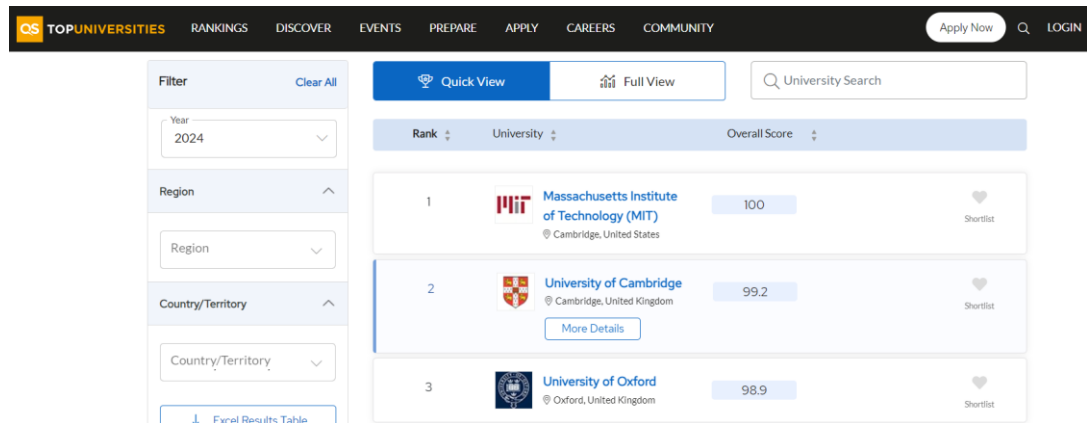 QS TOPUNIVERSITIES RANKINGS DISCOVER EVENTS PREPARE APPLY CAREERS COMMUNITY Apply Now LOGIN
Filter Clear All
Year
2024
Region
Region
Country/Territory
Country/Territory
Excel Results Table
Quick View Full View University Search
Rank University Overall Score
1 Massachusetts Institute 100
of Technology (MIT)
Cambridge, United States
Shortlist
2 University of Cambridge 99.2
Cambridge, United Kingdom
More Details
Shortlist
3 University of Oxford 98.9
Oxford, United Kingdom
Shortlist